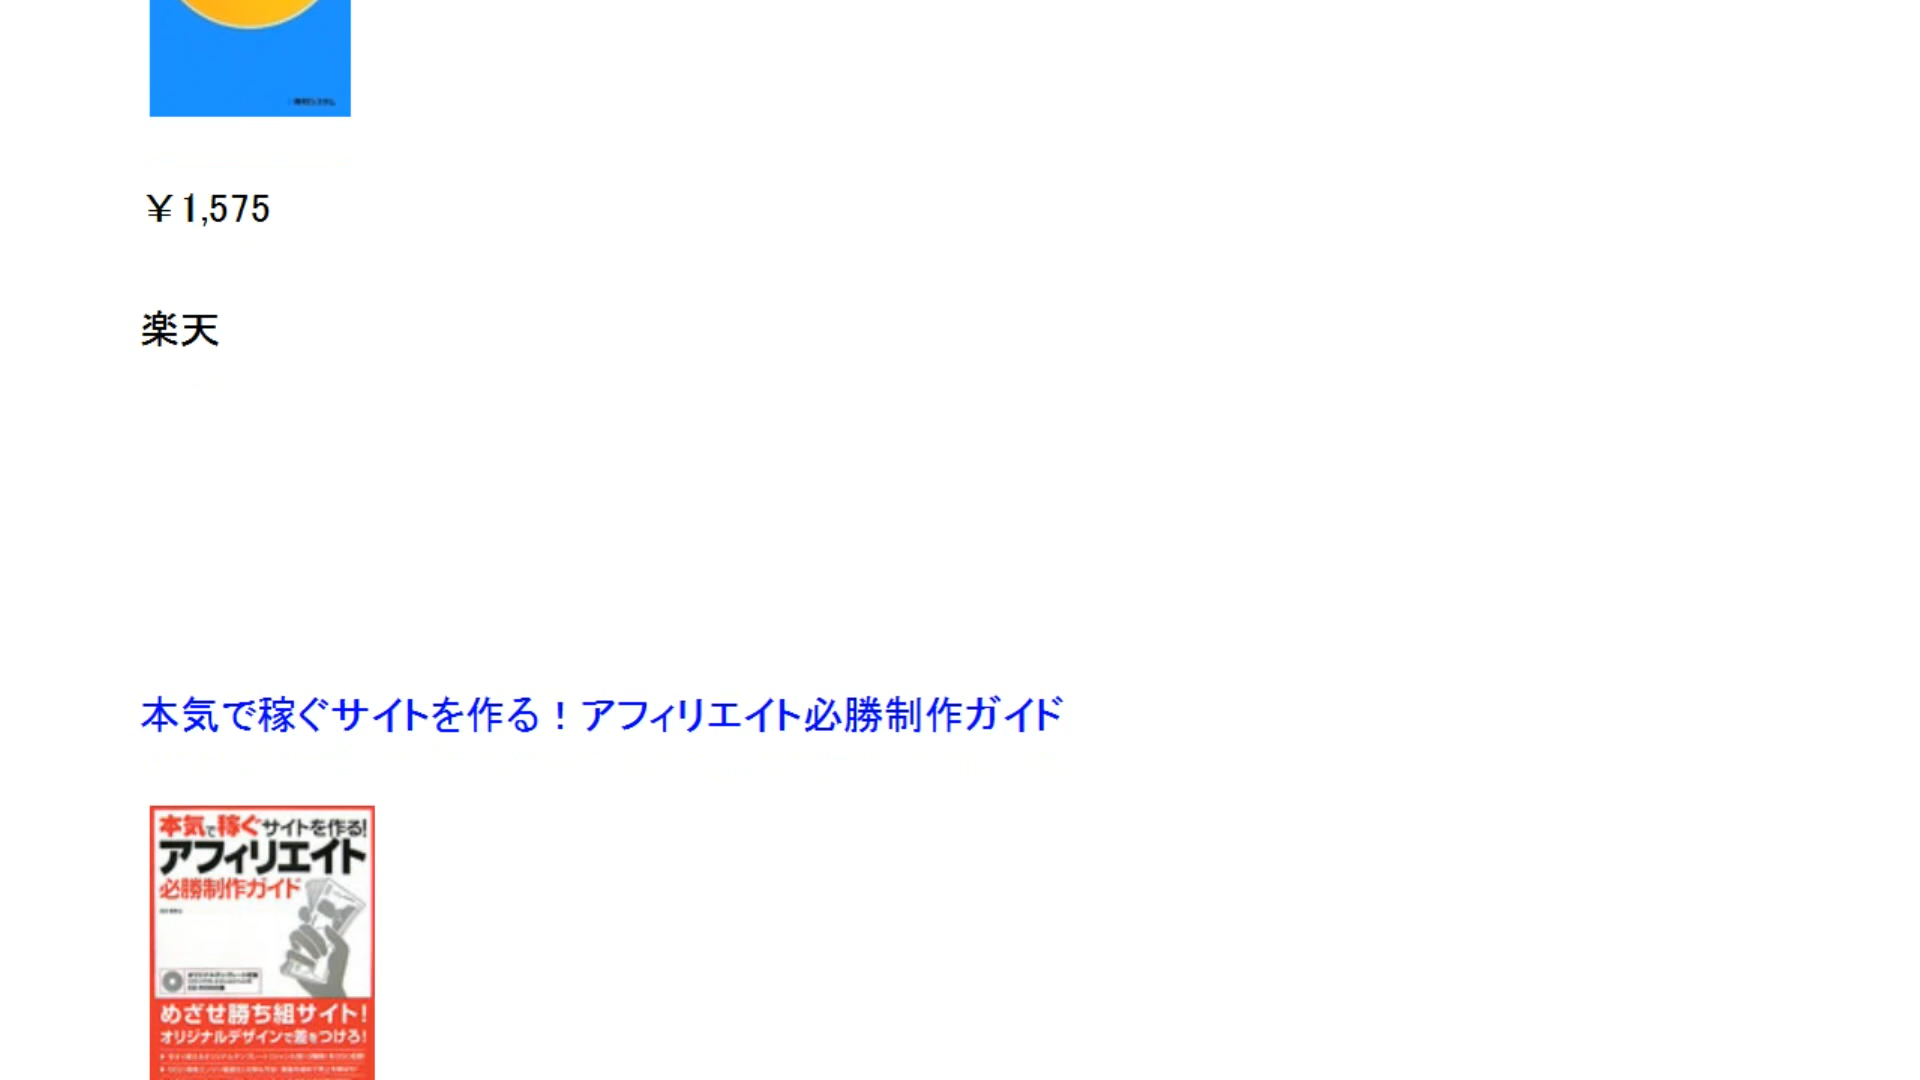 ￥1,575
楽天
本気で稼ぐサイトを作る！アフィリエイト必勝制作ガイド
本気で稼ぐサイトを作る!
アフィリエイト
必勝制作ガイド
めざせ勝ち組サイト!
オリジナルデザインで差をつけろ!